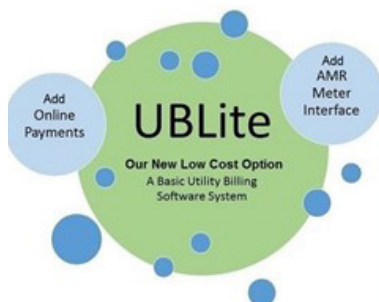 Add
Online
Payments
Add
AMR
Meter
Interface
UBLite
Our New Low Cost Option
A Basic Utility Billing
Software System